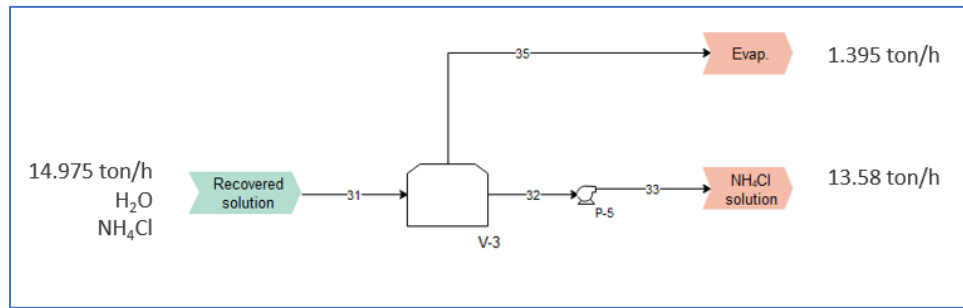 35
Evap.
1.395 ton/h
14.975 ton/h
H₂O
NH₄Cl
Recovered
solution
31
32
33
P-5
V-3
NH₄Cl
solution
13.58 ton/h